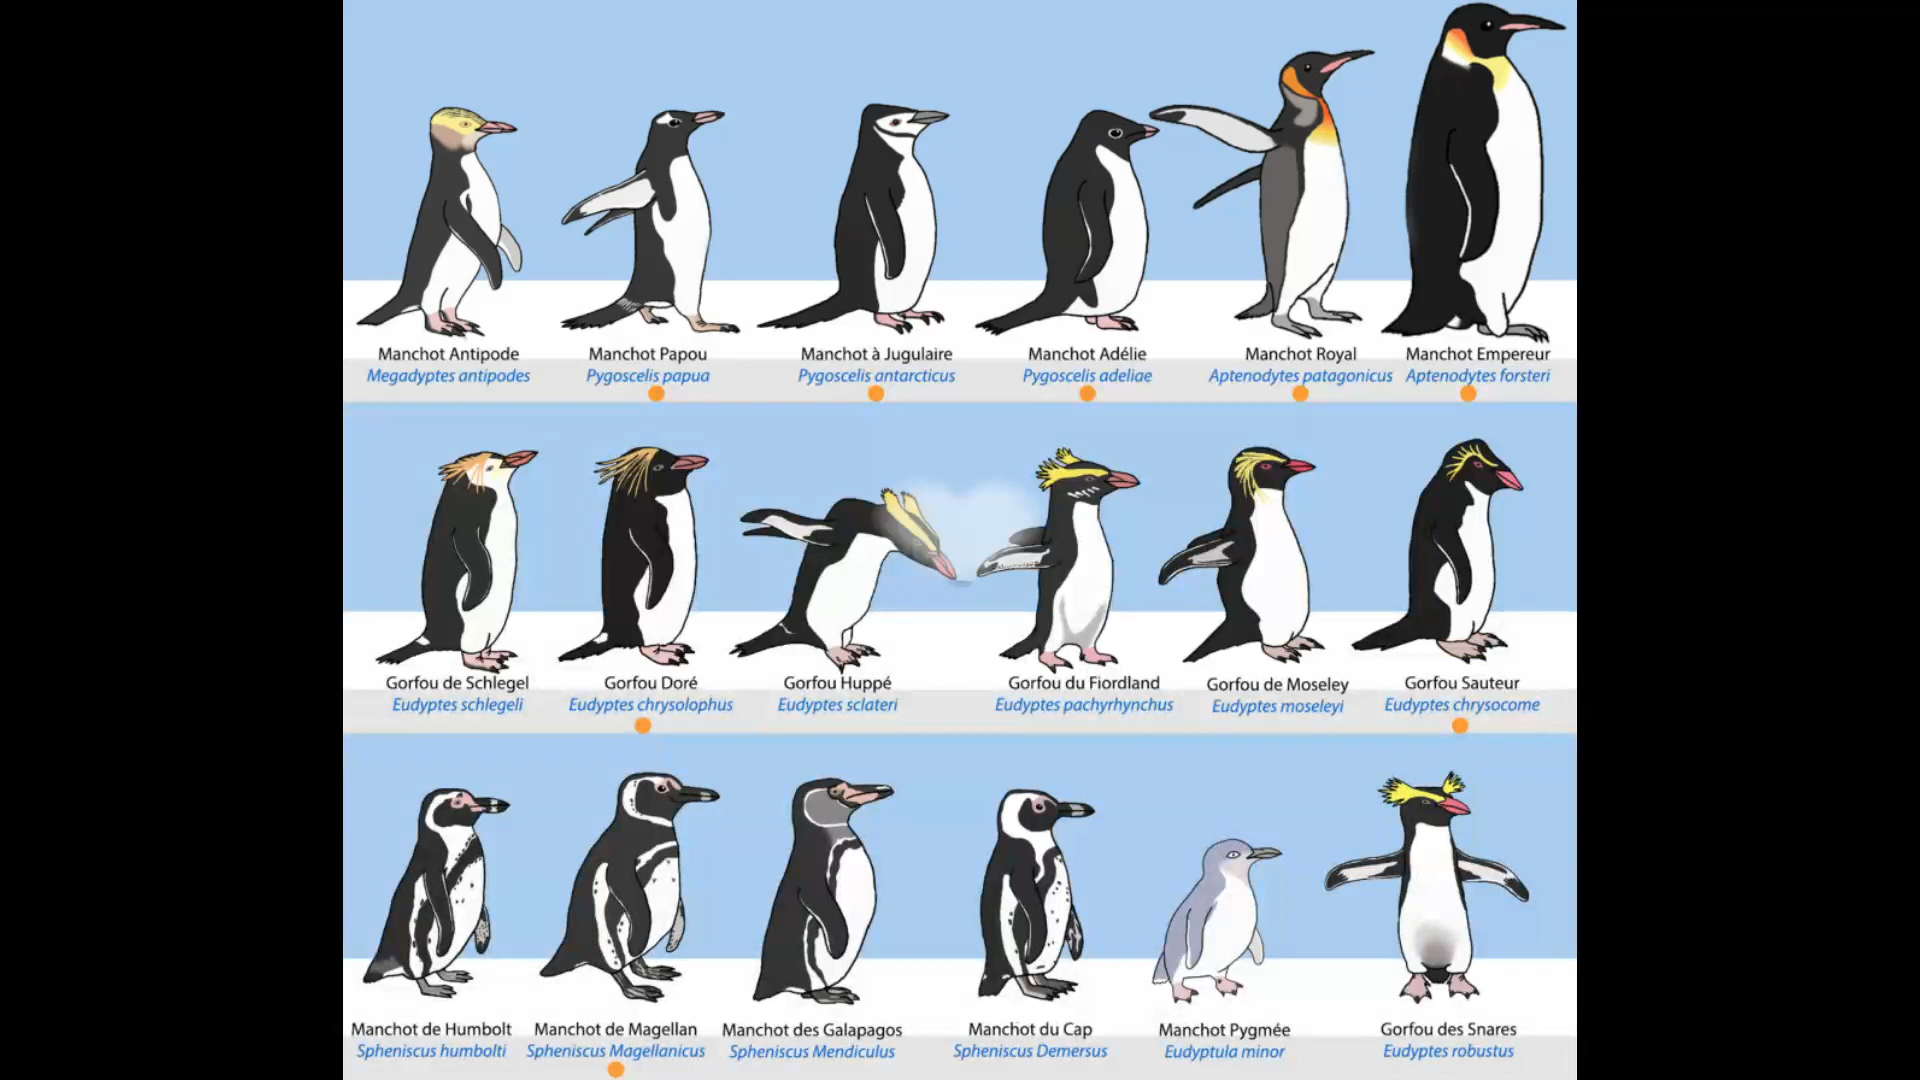 Manchot Antipode
Megadyptes antipodes
Manchot Papou
Pygoscelis papua
Manchot à Jugulaire
Pygoscelis antarcticus
Manchot Adélie
Pygoscelis adeliae
Manchot Royal
Aptenodytes patagonicus
Manchot Empereur
Aptenodytes forsteri
Gorfou de Schlegel
Eudyptes schlegeli
Gorfou Doré
Eudyptes chrysolophus
Gorfou Huppé
Eudyptes sclateri
Gorfou du Fiordland
Eudyptes pachyrhynchus
Gorfou de Moseley
Eudyptes moseleyi
Gorfou Sauteur
Eudyptes chrysocome
Manchot de Humbolt
Spheniscus humbolti
Manchot de Magellan
Spheniscus Magellanicus
Manchot des Galapagos
Spheniscus Mendiculus
Manchot du Cap
Spheniscus Demersus
Manchot Pygmée
Eudyptula minor
Gorfou des Snares
Eudyptes robustus